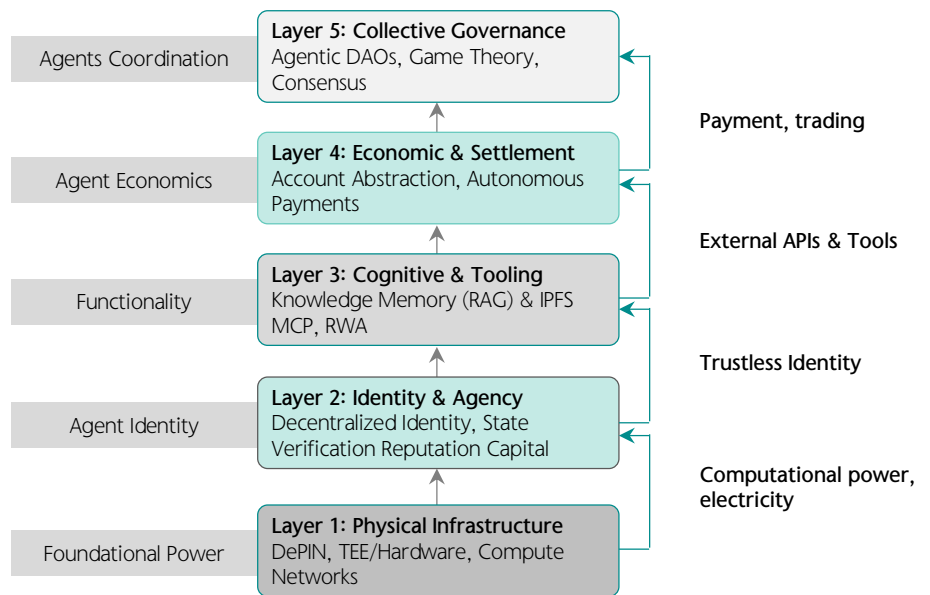 Agents Coordination
Layer 5: Collective Governance
Agentic DAOs, Game Theory,
Consensus
Payment, trading
Agent Economics
Layer 4: Economic & Settlement
Account Abstraction, Autonomous
Payments
External APIs & Tools
Functionality
Layer 3: Cognitive & Tooling
Knowledge Memory (RAG) & IPFS
MCP, RWA
Trustless Identity
Agent Identity
Layer 2: Identity & Agency
Decentralized Identity, State
Verification Reputation Capital
Computational power,
electricity
Foundational Power
Layer 1: Physical Infrastructure
DePIN, TEE/Hardware, Compute
Networks